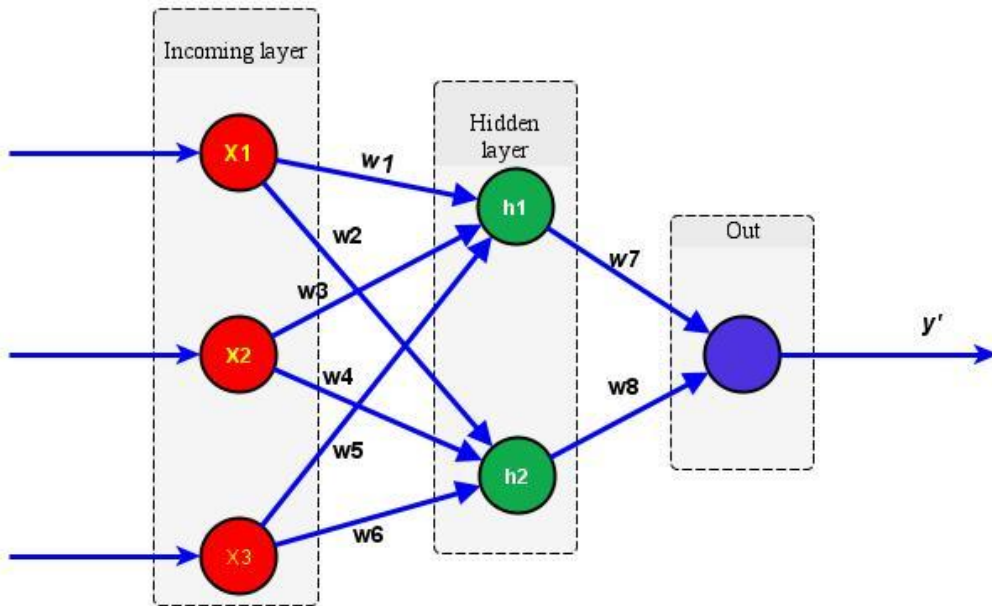 Incoming layer
Hidden
layer
Out
X1
X2
X3
h1
h2
w1
w2
w3
w4
w5
w6
w7
w8
y'